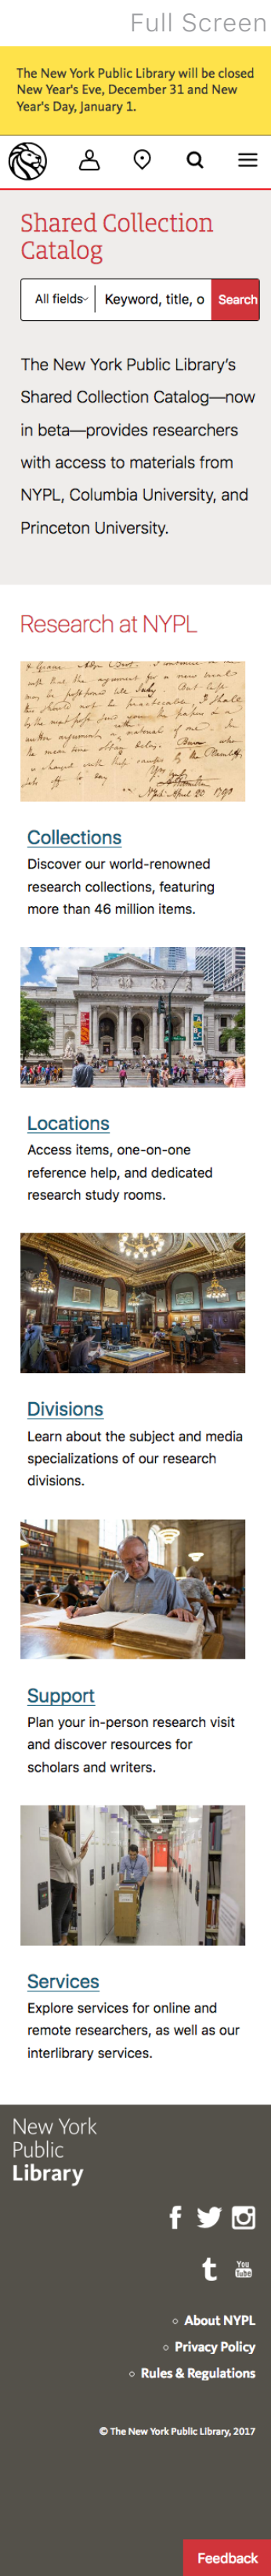 Full Screen
The New York Public Library will be closed
New Year's Eve, December 31 and New
Year's Day, January 1.
Shared Collection
Catalog
All fields
Keyword, title, o
Search
The New York Public Library's
Shared Collection Catalog—now
in beta—provides researchers
with access to materials from
NYPL, Columbia University, and
Princeton University.
Research at NYPL
Collections
Discover our world-renowned
research collections, featuring
more than 46 million items.
Locations
Access items, one-on-one
reference help, and dedicated
research study rooms.
Divisions
Learn about the subject and media
specializations of our research
divisions.
Support
Plan your in-person research visit
and discover resources for
scholars and writers.
Services
Explore services for online and
remote researchers, as well as our
interlibrary services.
New York
Public
Library
You
Tube
About NYPL
Privacy Policy
Rules & Regulations
© The New York Public Library, 2017
Feedback